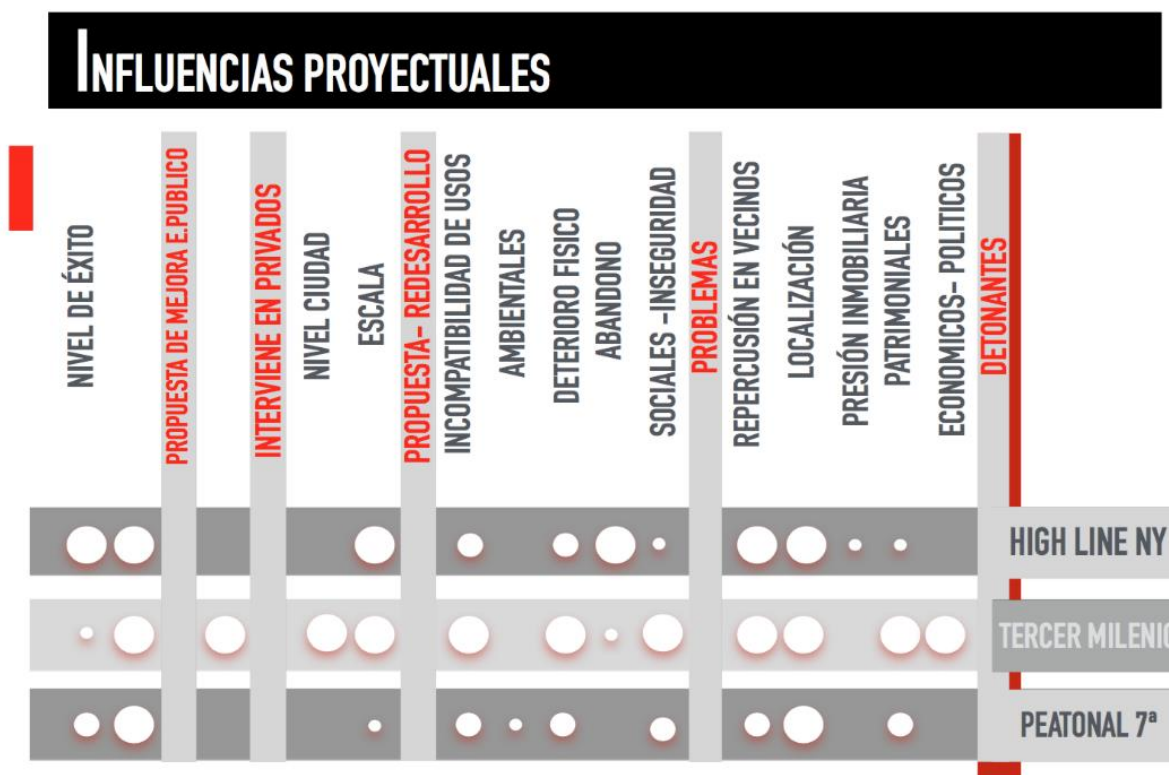 INFLUENCIAS PROYECTUALES
NIVEL DE ÉXITO
PROPUESTA DE MEJORA E.PUBLICO
INTERVIENE EN PRIVADOS
NIVEL CIUDAD
ESCALA
PROPUESTA- REDESARROLLO
INCOMPATIBILIDAD DE USOS
AMBIENTALES
DETERIORO FISICO
ABANDONO
SOCIALES -INSEGURIDAD
PROBLEMAS
REPERCUSIÓN EN VECINOS
LOCALIZACIÓN
PRESIÓN INMOBILIARIA
PATRIMONIALES
ECONOMICOS- POLITICOS
DETONANTES
HIGH LINE NY
TERCER MILENIO
PEATONAL 7ª